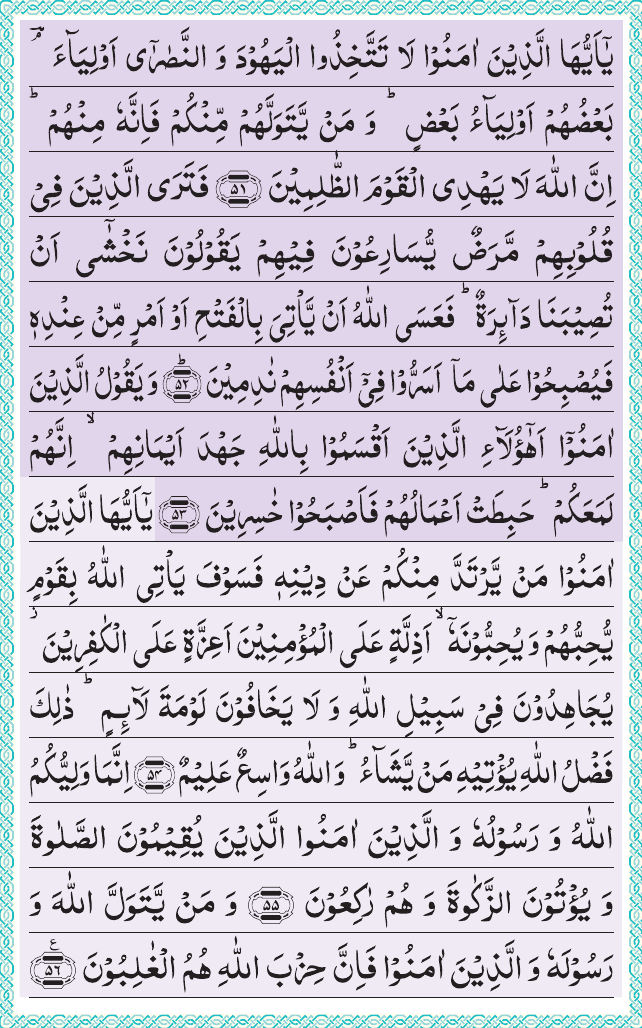 يٰۤاَيُّهَا الَّذِيْنَ اٰمَنُوْا لَا تَتَّخِذُوا الْيَهُوْدَ وَ النَّصٰرٰۤى اَوْلِيَآءَ ۘؔ
بَعْضُهُمْ اَوْلِيَآءُ بَعْضٍ ؕ وَ مَنْ يَّتَوَلَّهُمْ مِّنْكُمْ فَاِنَّهٗ مِنْهُمْ ؕ
اِنَّ اللّٰهَ لَا يَهْدِى الْقَوْمَ الظّٰلِمِيْنَ ﴿۵۱﴾ فَتَرَى الَّذِيْنَ فِىْ
قُلُوْبِهِمْ مَّرَضٌ يُّسَارِعُوْنَ فِيْهِمْ يَقُوْلُوْنَ نَخْشٰٓى اَنْ
تُصِيْبَنَا دَآئِرَةٌ ؕ فَعَسَى اللّٰهُ اَنْ يَّاْتِىَ بِالْفَتْحِ اَوْ اَمْرٍ مِّنْ عِنْدِهٖ
فَيُصْبِحُوْا عَلٰى مَاۤ اَسَرُّوْا فِىْۤ اَنْفُسِهِمْ نٰدِمِيْنَ ؕ﴿۵۲﴾ وَ يَقُوْلُ الَّذِيْنَ
اٰمَنُوْۤا اَهٰٓؤُلَآءِ الَّذِيْنَ اَقْسَمُوْا بِاللّٰهِ جَهْدَ اَيْمَانِهِمْ ۙ اِنَّهُمْ
لَمَعَكُمْ ؕ حَبِطَتْ اَعْمَالُهُمْ فَاَصْبَحُوْا خٰسِرِيْنَ ﴿۵۳﴾ يٰۤاَيُّهَا الَّذِيْنَ
اٰمَنُوْا مَنْ يَّرْتَدَّ مِنْكُمْ عَنْ دِيْنِهٖ فَسَوْفَ يَاْتِى اللّٰهُ بِقَوْمٍ
يُّحِبُّهُمْ وَ يُحِبُّوْنَهٗۤ ۙ اَذِلَّةٍ عَلَى الْمُؤْمِنِيْنَ اَعِزَّةٍ عَلَى الْكٰفِرِيْنَ ؗ
يُجَاهِدُوْنَ فِىْ سَبِيْلِ اللّٰهِ وَ لَا يَخَافُوْنَ لَوْمَةَ لَآئِمٍ ؕ ذٰلِكَ
فَضْلُ اللّٰهِ يُؤْتِيْهِ مَنْ يَّشَآءُ ؕ وَ اللّٰهُ وَاسِعٌ عَلِيْمٌ ﴿۵۴﴾ اِنَّمَا وَلِيُّكُمُ
اللّٰهُ وَ رَسُوْلُهٗ وَ الَّذِيْنَ اٰمَنُوا الَّذِيْنَ يُقِيْمُوْنَ الصَّلٰوةَ
وَ يُؤْتُوْنَ الزَّكٰوةَ وَ هُمْ رٰكِعُوْنَ ﴿۵۵﴾ وَ مَنْ يَّتَوَلَّ اللّٰهَ وَ
رَسُوْلَهٗ وَ الَّذِيْنَ اٰمَنُوْا فَاِنَّ حِزْبَ اللّٰهِ هُمُ الْغٰلِبُوْنَ ﴿۵۶﴾ ع